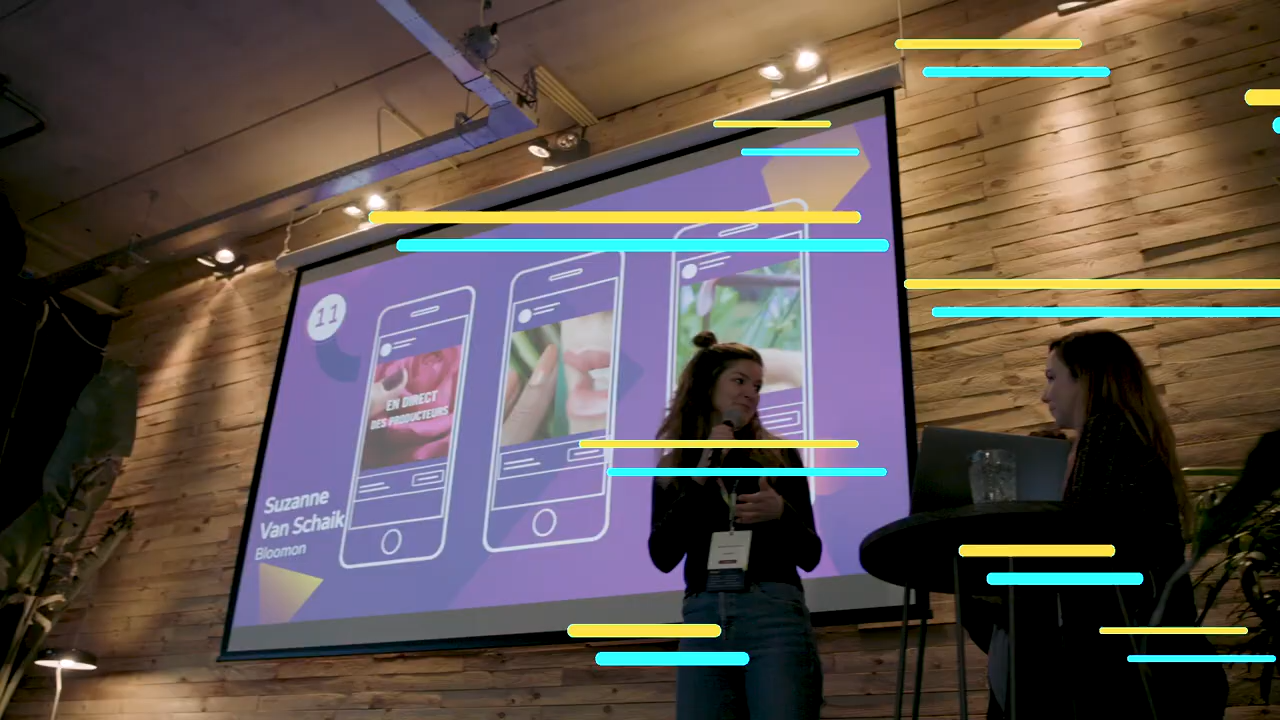 11
EN DIRECT
DES PRODUCTEURS
Suzanne
Van Schaik
Bloomon